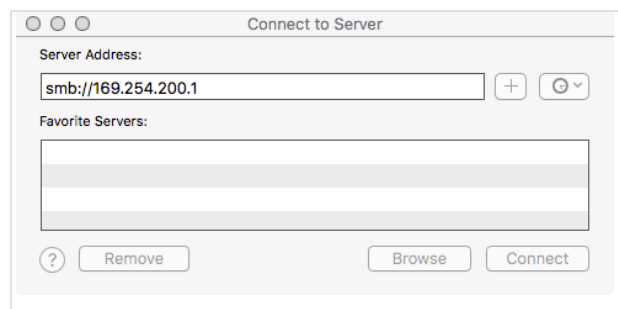 Connect to Server
Server Address:
smb://169.254.200.1
+
Favorite Servers:
? Remove Browse Connect